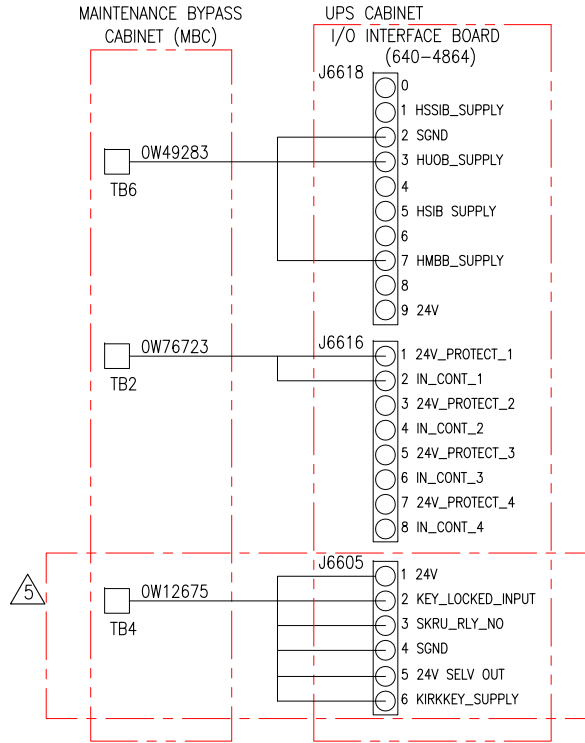 MAINTENANCE BYPASS
CABINET (MBC)
UPS CABINET
I/O INTERFACE BOARD
(640-4864)
J6618
0
1 HSSIB_SUPPLY
2 SGND
OW49283
3 HUOB_SUPPLY
TB6
4
5 HSIB SUPPLY
6
7 HMBB_SUPPLY
8
9 24V
J6616
OW76723
1 24V_PROTECT_1
TB2
2 IN_CONT_1
3 24V_PROTECT_2
4 IN_CONT_2
5 24V_PROTECT_3
6 IN_CONT_3
7 24V_PROTECT_4
8 IN_CONT_4
J6605
1 24V
5
OW12675
2 KEY_LOCKED_INPUT
TB4
3 SKRU_RLY_NO
4 SGND
5 24V SELV OUT
6 KIRKKEY_SUPPLY